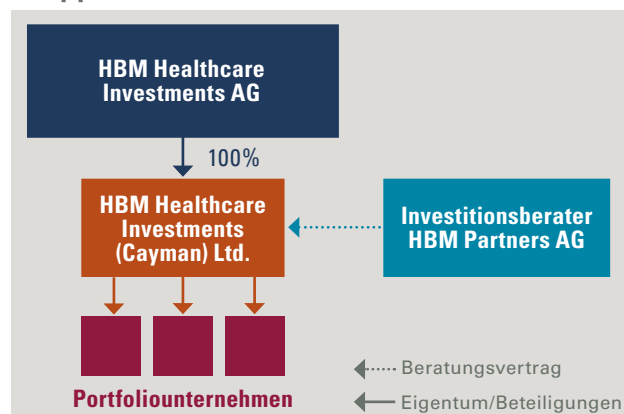 HBM Healthcare
Investments AG
100%
HBM Healthcare
Investments
(Cayman) Ltd.
Investitionsberater
HBM Partners AG
Portfoliounternehmen
Beratungsvertrag
Eigentum/Beteiligungen